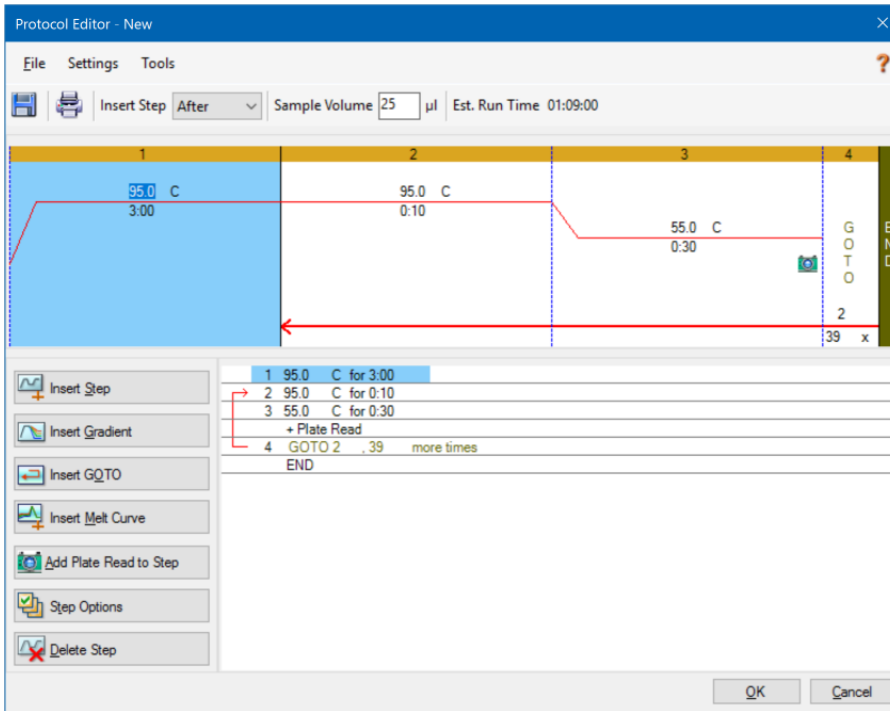 Protocol Editor - New
File Settings Tools ?
Insert Step After Sample Volume 25 µl Est. Run Time 01:09:00
1 2 3 4
95.0 C 95.0 C
3:00 0:10
55.0 C
0:30
GOTO
END
2
39 x
Insert Step
Insert Gradient
Insert GOTO
Insert Melt Curve
Add Plate Read to Step
Step Options
Delete Step
1 95.0 C for 3:00
2 95.0 C for 0:10
3 55.0 C for 0:30
+ Plate Read
4 GOTO 2 , 39 more times
END
OK Cancel